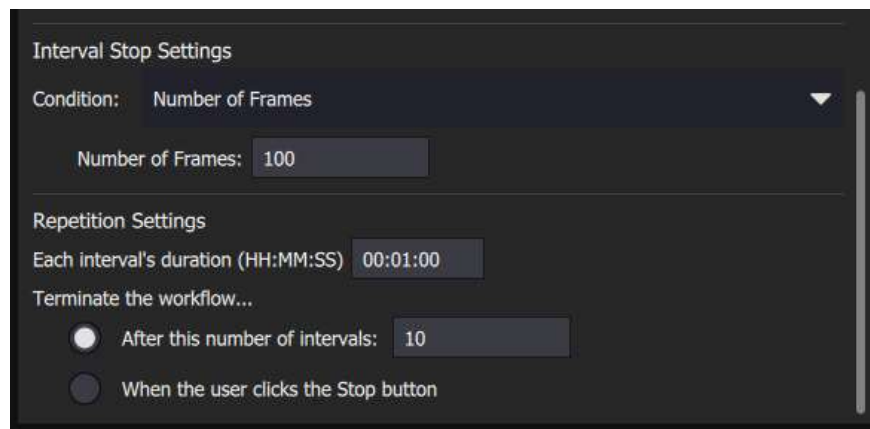 Interval Stop Settings
Condition: Number of Frames
Number of Frames: 100
Repetition Settings
Each interval's duration (HH:MM:SS) 00:01:00
Terminate the workflow...
After this number of intervals: 10
When the user clicks the Stop button